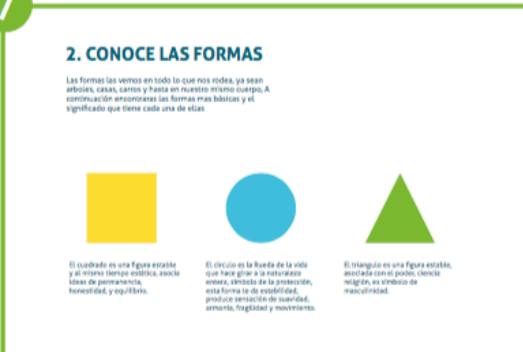 2. CONOCE LAS FORMAS
Las formas las vemos en todo lo que nos rodea, ya sean
arboles, casas, carros y hasta en nuestro mismo cuerpo, A
continuación encontraras las formas mas básicas y el
significado que tiene cada una de ellas
El cuadrado es una figura estable
y al mismo tiempo estática, asocia
ideas de permanencia,
honestidad, y equilibrio.
El circulo es la Rueda de la vida
que hace girar a la naturaleza
entera, símbolo de la protección,
esta forma te da estabilidad,
produce sensación de suavidad,
armonía, fragilidad y movimiento.
El triangulo es una figura estable,
asociada con el poder, ciencia
religión, es símbolo de
masculinidad.